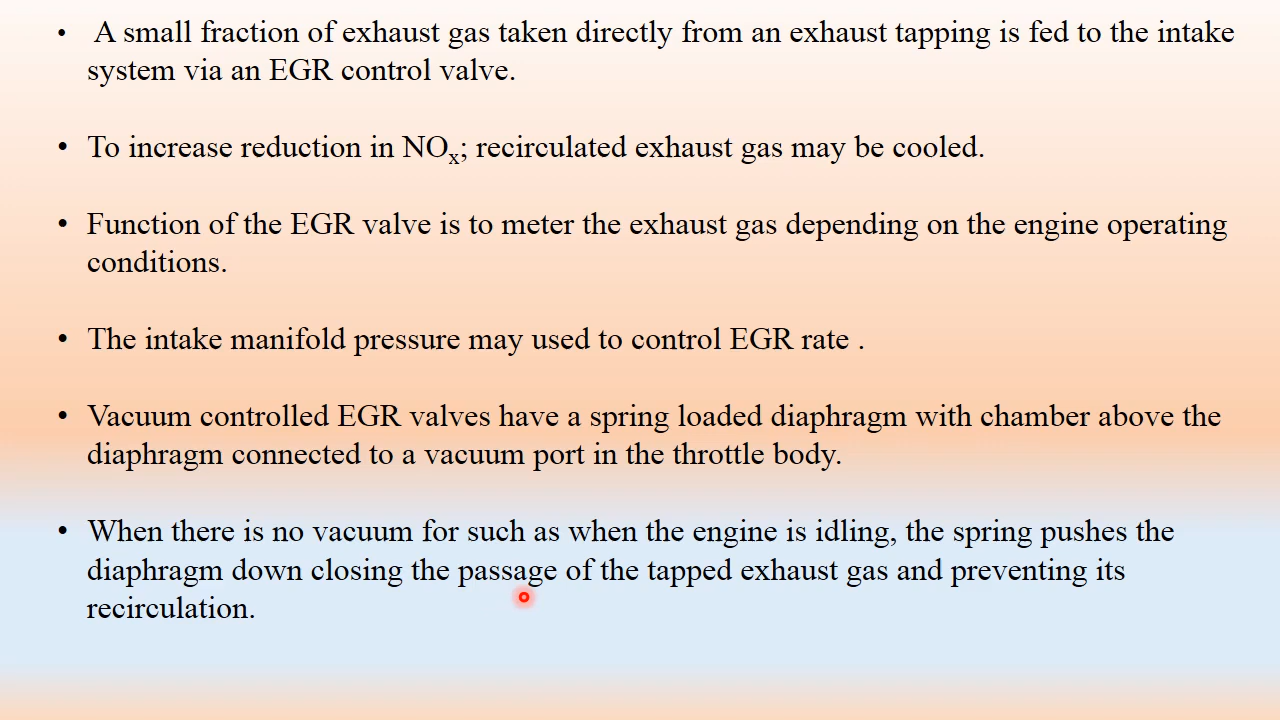 • A small fraction of exhaust gas taken directly from an exhaust tapping is fed to the intake
system via an EGR control valve.
• To increase reduction in NOx; recirculated exhaust gas may be cooled.
• Function of the EGR valve is to meter the exhaust gas depending on the engine operating
conditions.
• The intake manifold pressure may used to control EGR rate .
• Vacuum controlled EGR valves have a spring loaded diaphragm with chamber above the
diaphragm connected to a vacuum port in the throttle body.
• When there is no vacuum for such as when the engine is idling, the spring pushes the
diaphragm down closing the passage of the tapped exhaust gas and preventing its
recirculation.